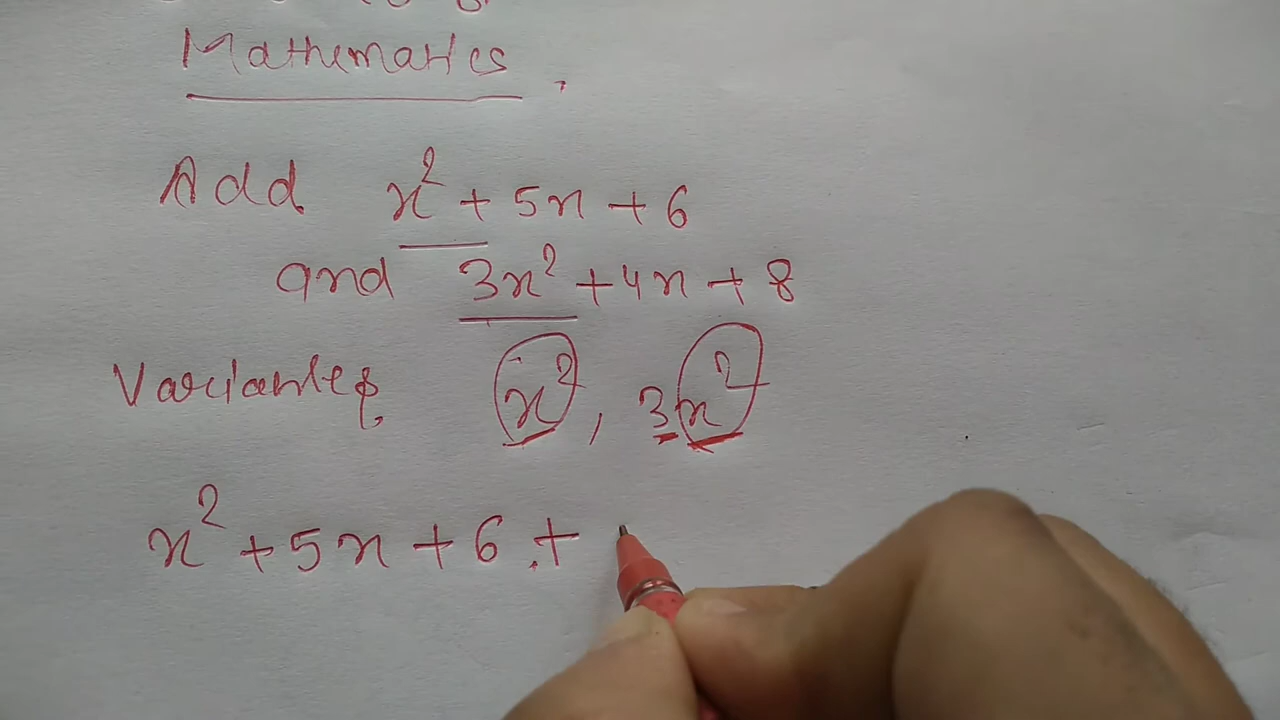 Mathematics.
Add x² + 5x + 6
and 3x² + 4x + 8
Variables x², 3x²
x² + 5x + 6 +